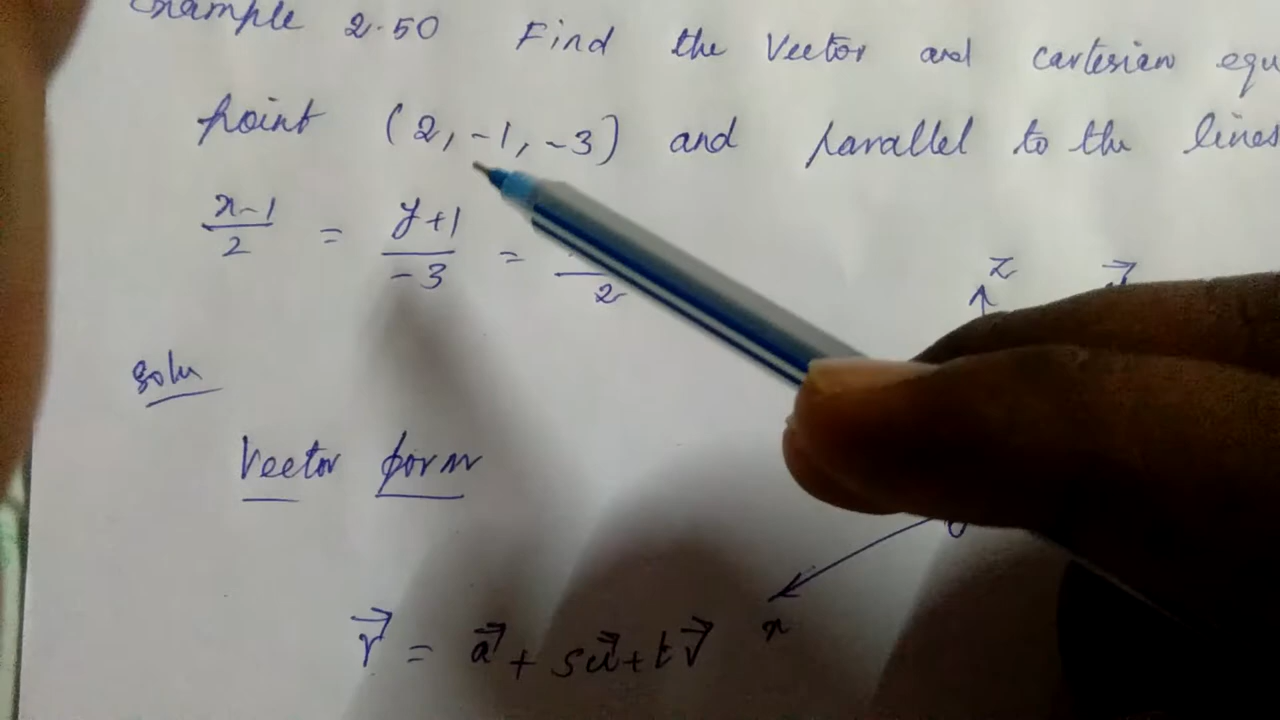 Example 2.50 Find the Vector and cartesian equ
point (2, -1, -3) and parallel to the lines
x-1/2 = y+1/-3 = /2
z
soln
Vector form
x
r⃗ = a⃗ + su⃗ + tv⃗